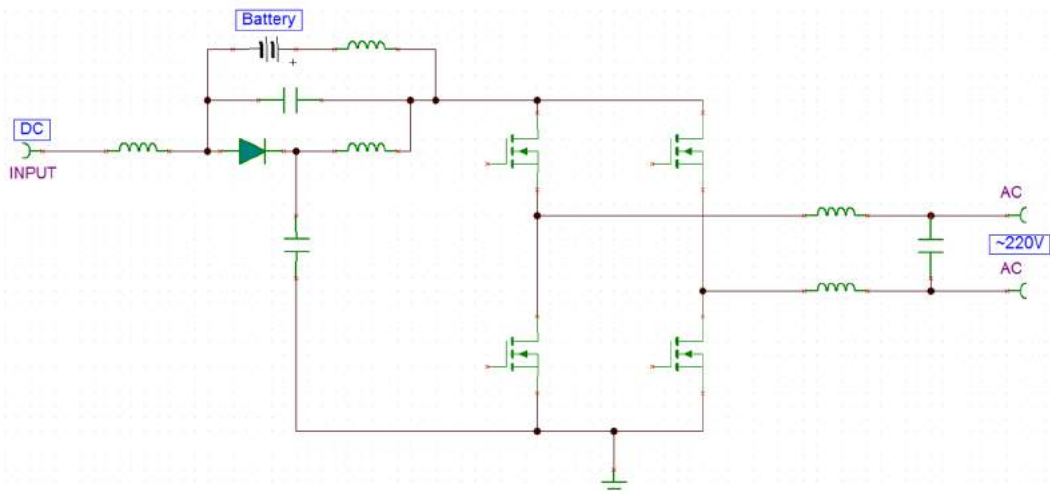 Battery
+
DC
INPUT
AC
~220V
AC